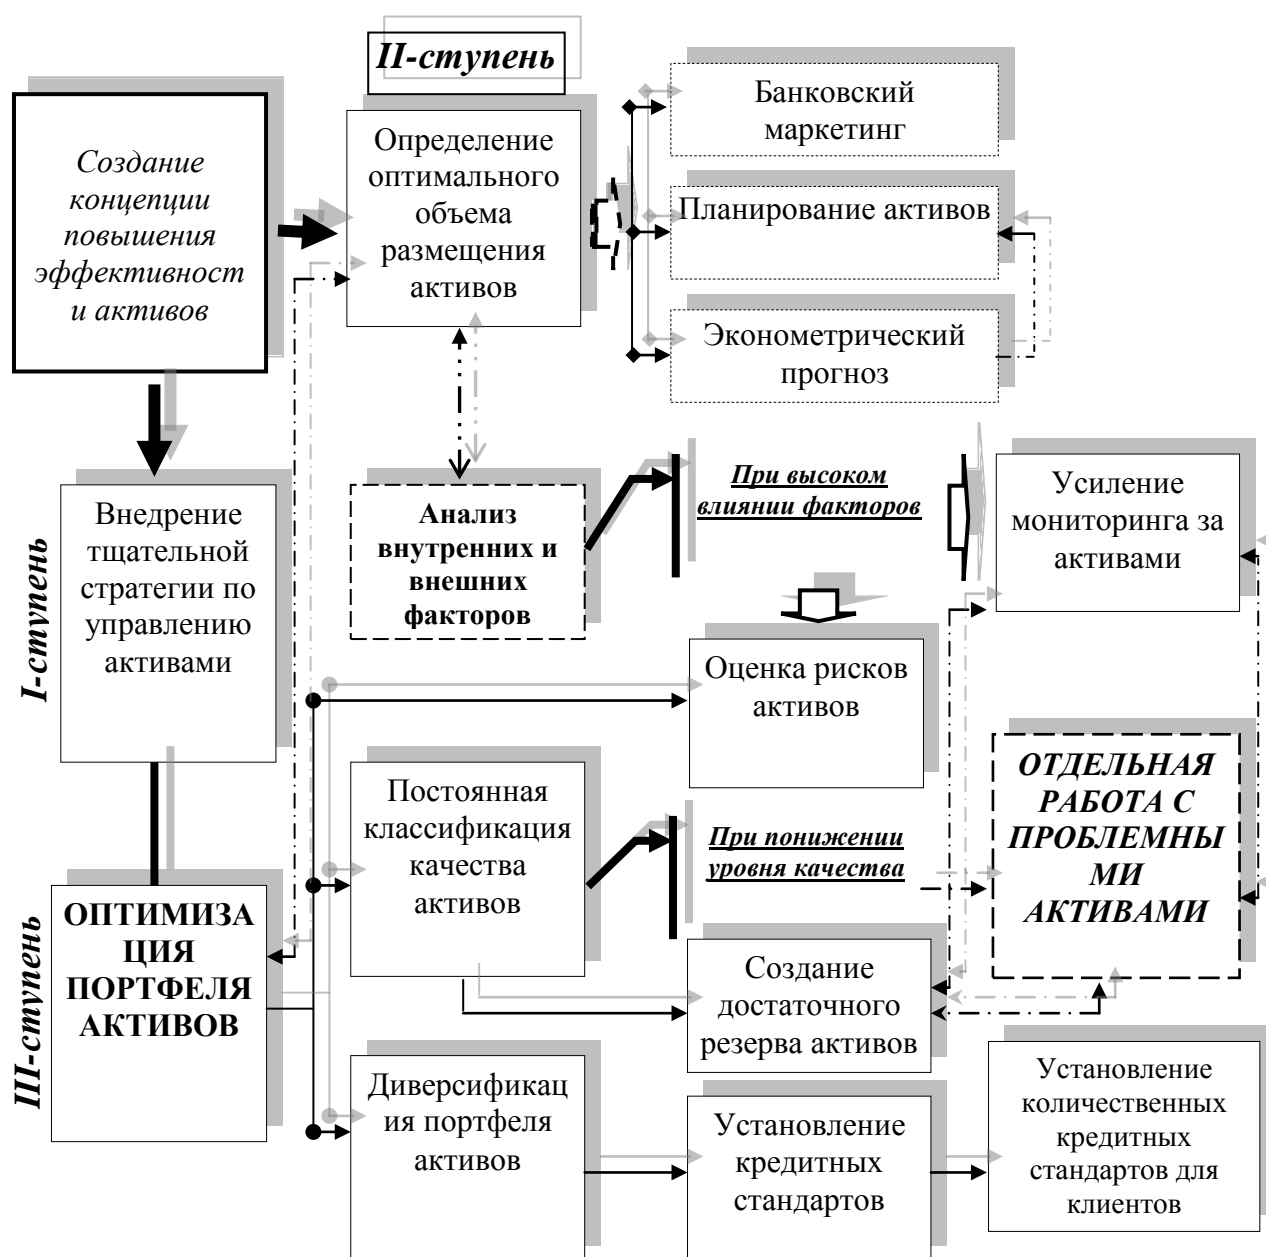 II-ступень
Создание
концепции
повышения
эффективност
и активов
Определение
оптимального
объема
размещения
активов
Банковский
маркетинг
Планирование активов
Эконометрический
прогноз
I-ступень
Внедрение
тщательной
стратегии по
управлению
активами
Анализ
внутренних и
внешних
факторов
При высоком
влиянии факторов
Усиление
мониторинга за
активами
Оценка рисков
активов
III-ступень
ОПТИМИЗА
ЦИЯ
ПОРТФЕЛЯ
АКТИВОВ
Постоянная
классификация
качества
активов
При понижении
уровня качества
ОТДЕЛЬНАЯ
РАБОТА С
ПРОБЛЕМНЫ
МИ
АКТИВАМИ
Создание
достаточного
резерва активов
Диверсификац
ия портфеля
активов
Установление
кредитных
стандартов
Установление
количественных
кредитных
стандартов для
клиентов